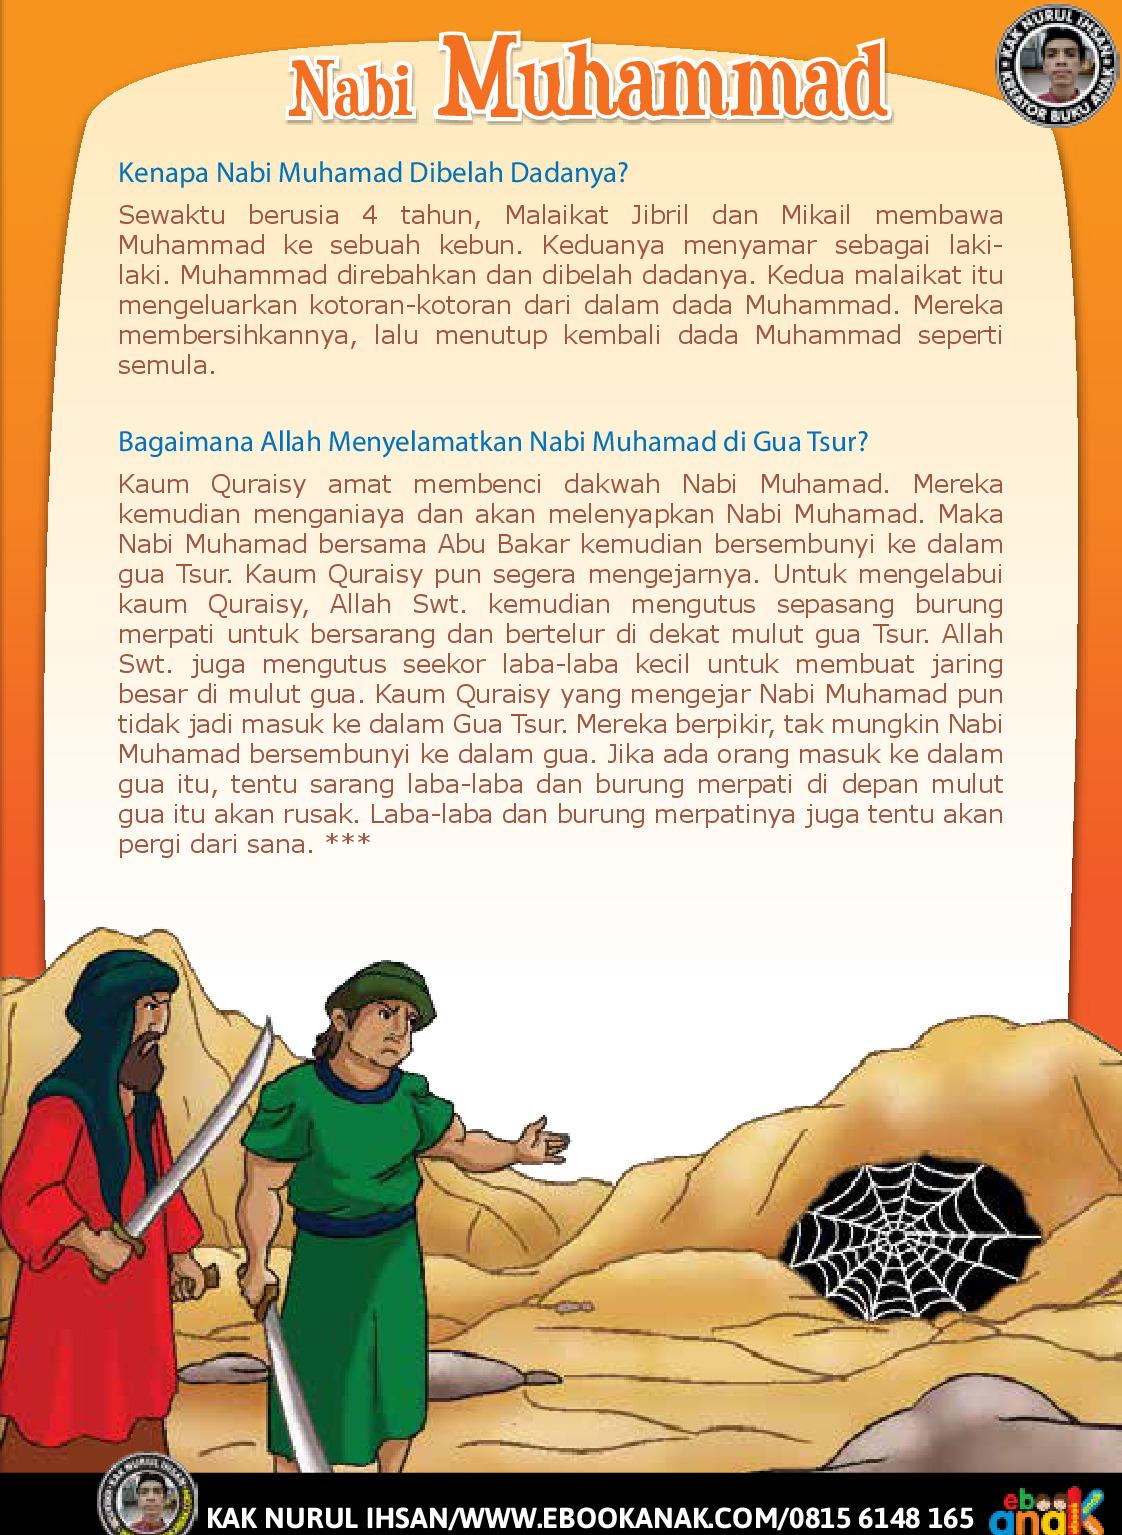 Nabi Muhammad
KAK NURUL IHSAN
KREATOR BUKU ANAK
Kenapa Nabi Muhamad Dibelah Dadanya?
Sewaktu berusia 4 tahun, Malaikat Jibril dan Mikail membawa
Muhammad ke sebuah kebun. Keduanya menyamar sebagai laki-
laki. Muhammad direbahkan dan dibelah dadanya. Kedua malaikat itu
mengeluarkan kotoran-kotoran dari dalam dada Muhammad. Mereka
membersihkannya, lalu menutup kembali dada Muhammad seperti
semula.
Bagaimana Allah Menyelamatkan Nabi Muhamad di Gua Tsur?
Kaum Quraisy amat membenci dakwah Nabi Muhamad. Mereka
kemudian menganiaya dan akan melenyapkan Nabi Muhamad. Maka
Nabi Muhamad bersama Abu Bakar kemudian bersembunyi ke dalam
gua Tsur. Kaum Quraisy pun segera mengejarnya. Untuk mengelabui
kaum Quraisy, Allah Swt. kemudian mengutus sepasang burung
merpati untuk bersarang dan bertelur di dekat mulut gua Tsur. Allah
Swt. juga mengutus seekor laba-laba kecil untuk membuat jaring
besar di mulut gua. Kaum Quraisy yang mengejar Nabi Muhamad pun
tidak jadi masuk ke dalam Gua Tsur. Mereka berpikir, tak mungkin Nabi
Muhamad bersembunyi ke dalam gua. Jika ada orang masuk ke dalam
gua itu, tentu sarang laba-laba dan burung merpati di depan mulut
gua itu akan rusak. Laba-laba dan burung merpatinya juga tentu akan
pergi dari sana. ***
KAK NURUL IHSAN
KAK NURUL IHSAN/WWW.EBOOKANAK.COM/0815 6148 165
ebook
anak